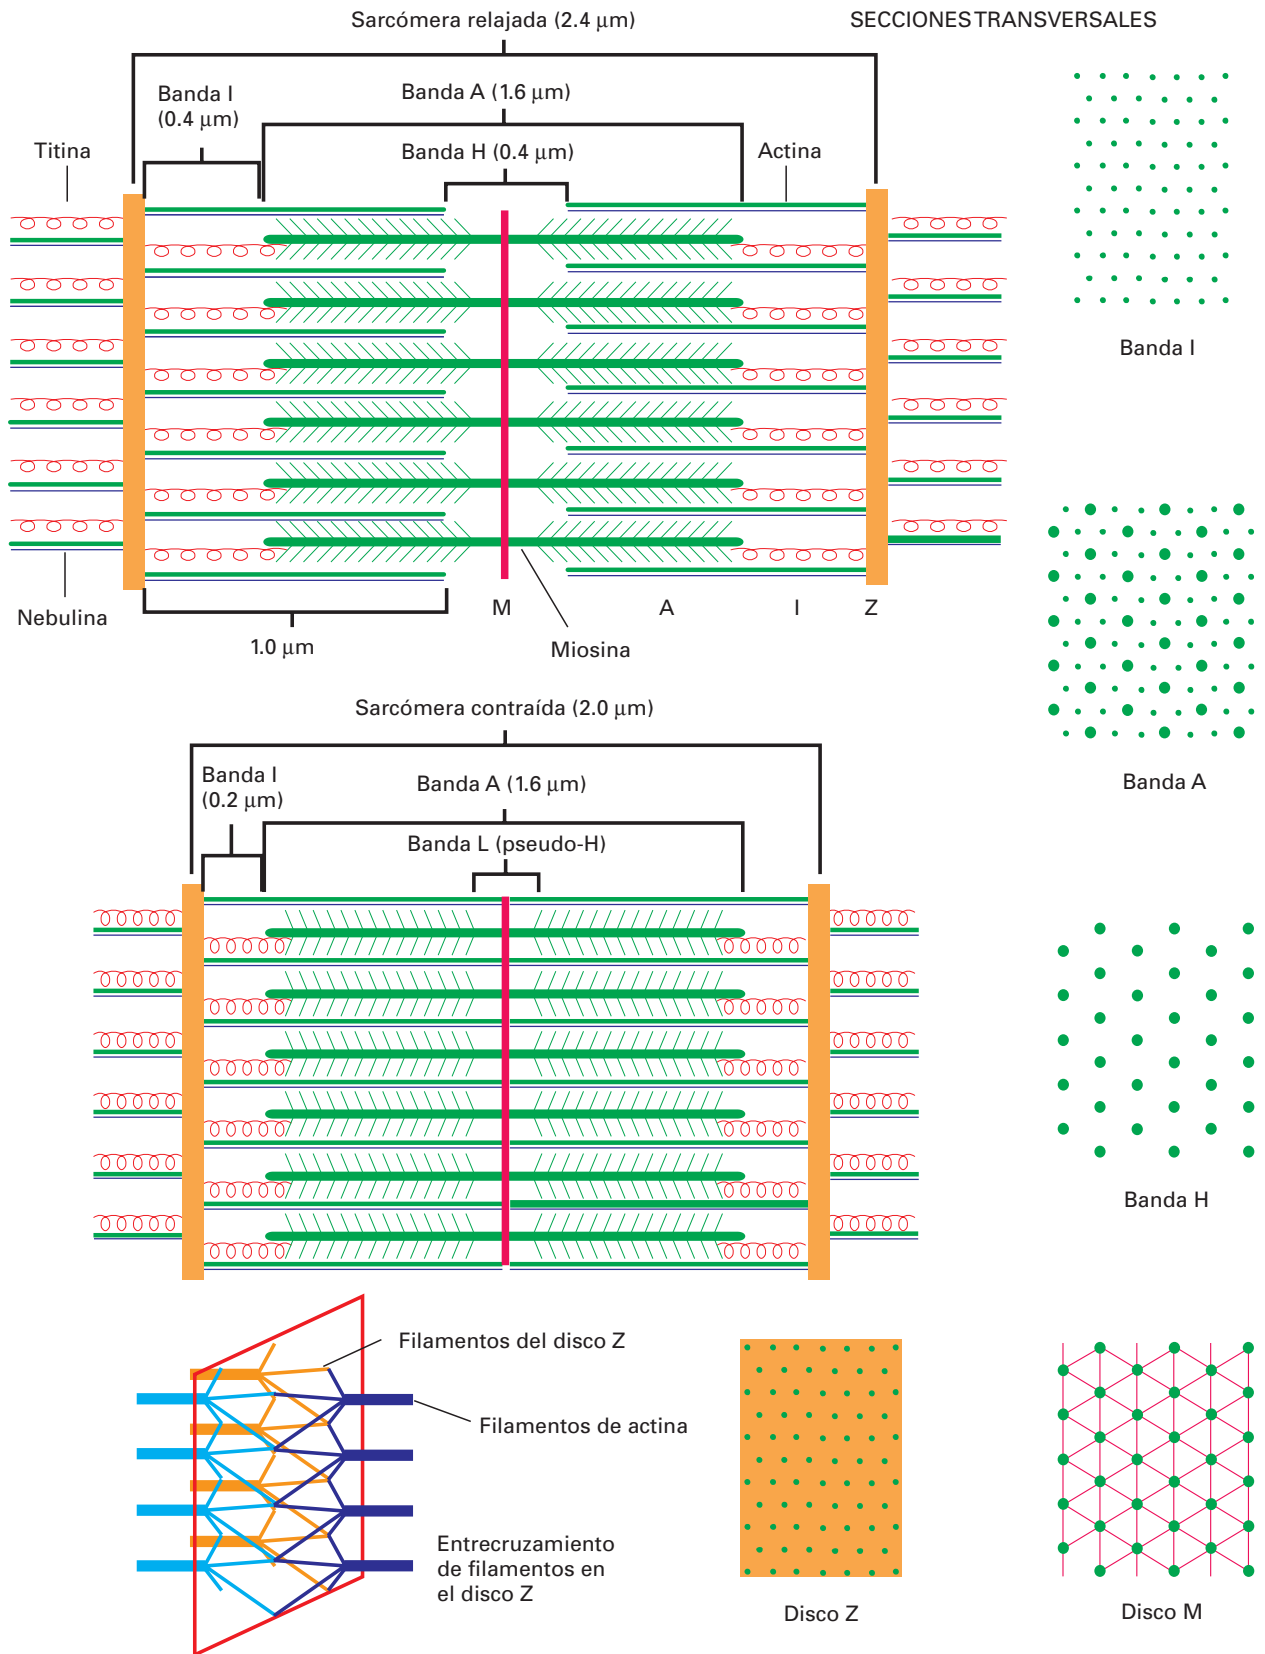 Sarcómera relajada (2.4 µm)
SECCIONES TRANSVERSALES
Banda I
(0.4 µm)
Banda A (1.6 µm)
Titina
Banda H (0.4 µm)
Actina
Banda I
Nebulina
1.0 µm
M
A
I
Z
Miosina
Sarcómera contraída (2.0 µm)
Banda I
(0.2 µm)
Banda A (1.6 µm)
Banda A
Banda L (pseudo-H)
Banda H
Filamentos del disco Z
Filamentos de actina
Entrecruzamiento
de filamentos en
el disco Z
Disco Z
Disco M